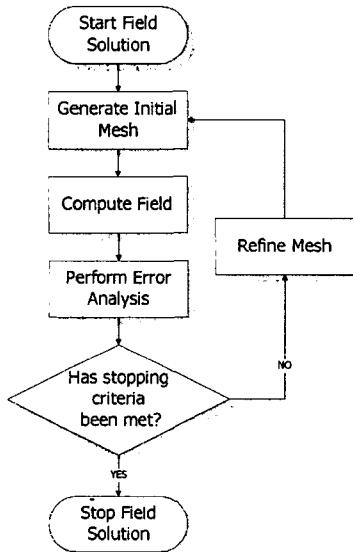 Start Field
Solution
Generate Initial
Mesh
Compute Field
Refine Mesh
Perform Error
Analysis
Has stopping
criteria
been met?
NO
YES
Stop Field
Solution